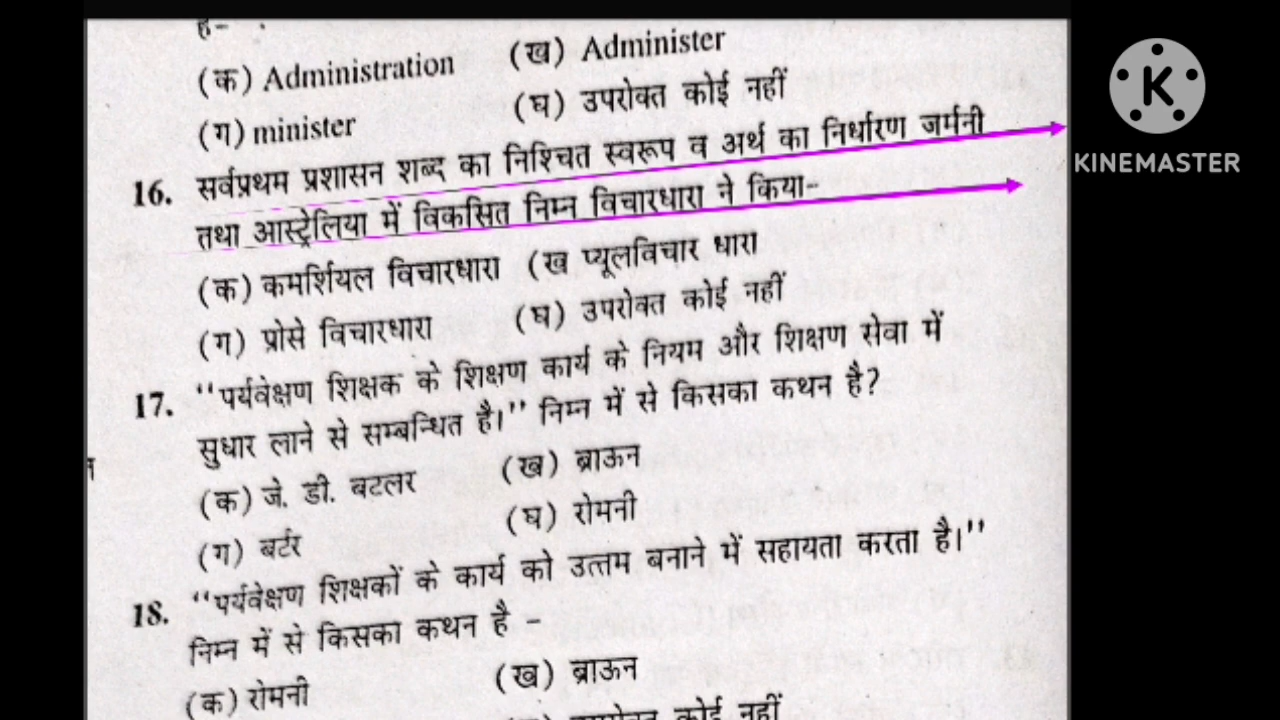 है-
(क) Administration (ख) Administer
(ग) minister (घ) उपरोक्त कोई नहीं
16. सर्वप्रथम प्रशासन शब्द का निश्चित स्वरूप व अर्थ का निर्धारण जर्मनी
तथा आस्ट्रेलिया में विकसित निम्न विचारधारा ने किया-
(क) कमर्शियल विचारधारा (ख प्यूलविचार धारा
(ग) प्रोसे विचारधारा (घ) उपरोक्त कोई नहीं
17. "पर्यवेक्षण शिक्षक के शिक्षण कार्य के नियम और शिक्षण सेवा में
सुधार लाने से सम्बन्धित है।" निम्न में से किसका कथन है?
(क) जे. डी. बटलर (ख) ब्राऊन
(ग) बर्टर (घ) रोमनी
18. "पर्यवेक्षण शिक्षकों के कार्य को उत्तम बनाने में सहायता करता है।"
निम्न में से किसका कथन है -
(क) रोमनी (ख) ब्राऊन
कोई नहीं
K
KINEMASTER